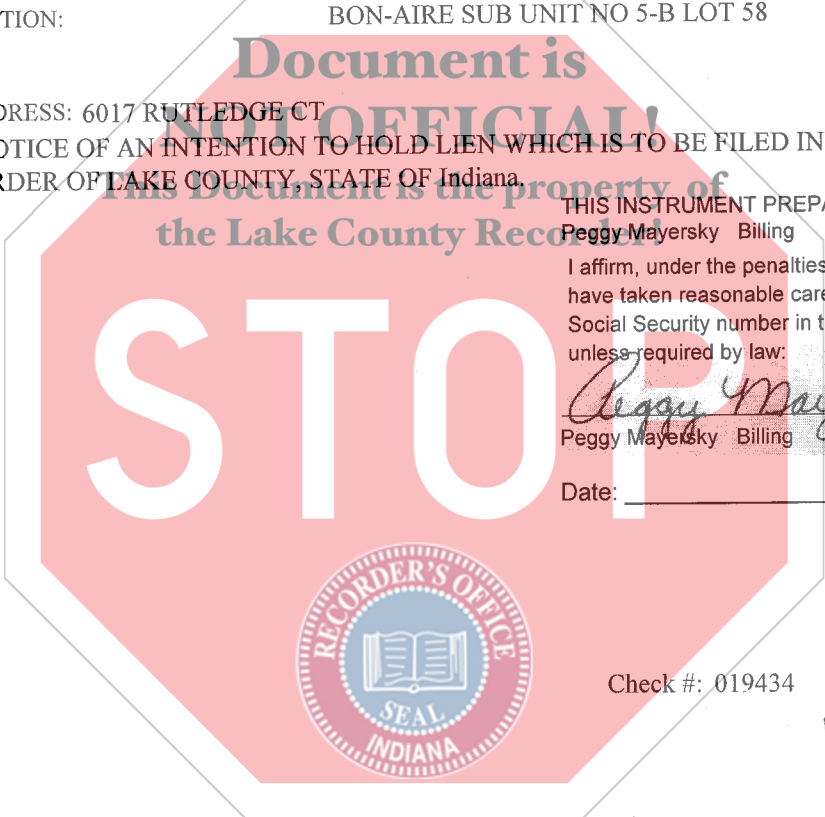 TION:
BON-AIRE SUB UNIT NO 5-B LOT 58
Document is
DRESS: 6017 RUTLEDGE CT
NOT OFFICIAL!
OTICE OF AN INTENTION TO HOLD LIEN WHICH IS TO BE FILED IN
RDER OF LAKE COUNTY, STATE OF Indiana.
This Document is the property of
the Lake County Recorder!
THIS INSTRUMENT PREPA
Peggy Mayersky Billing
I affirm, under the penalties
have taken reasonable care
Social Security number in t
unless required by law:
STOP
Peggy May
Peggy Mayersky Billing
Date:
RECORDER'S OFFICE
SEAL
INDIANA
Check #: 019434